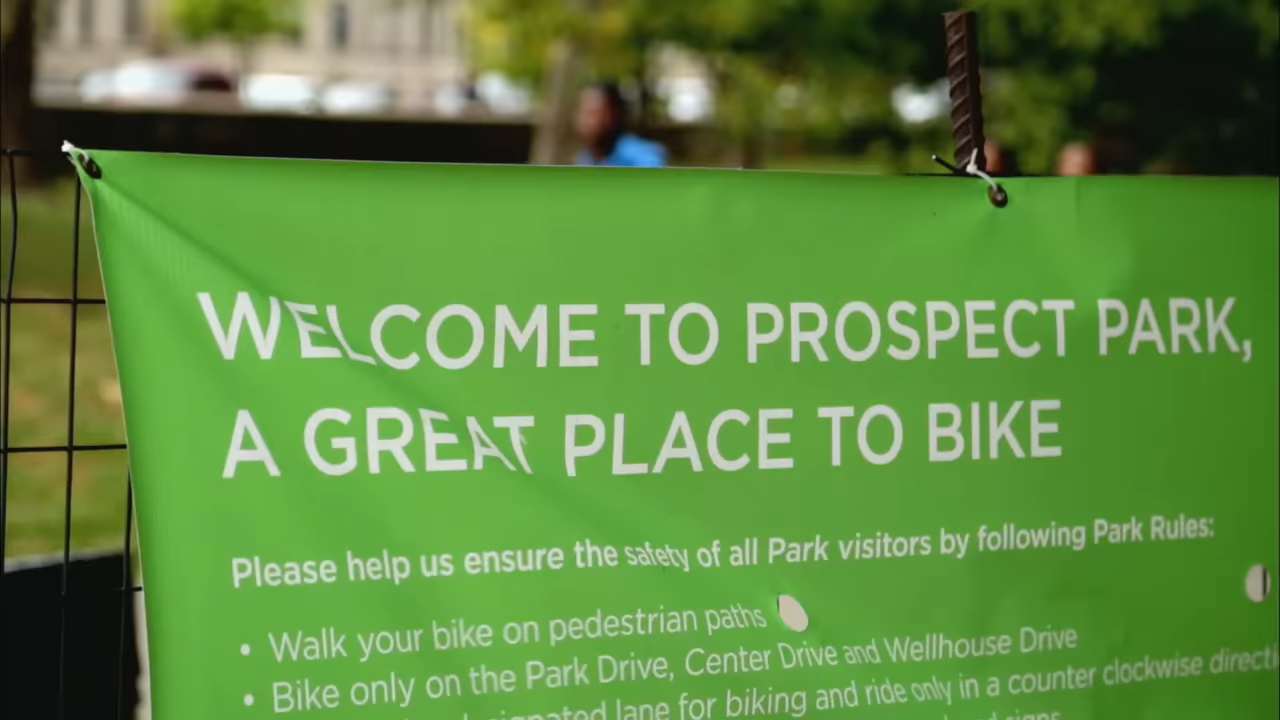 WELCOME TO PROSPECT PARK,
A GREAT PLACE TO BIKE
Please help us ensure the safety of all Park visitors by following Park Rules:
• Walk your bike on pedestrian paths
• Bike only on the Park Drive, Center Drive and Wellhouse Drive
lane for biking and ride only in a counter clockwise
signs